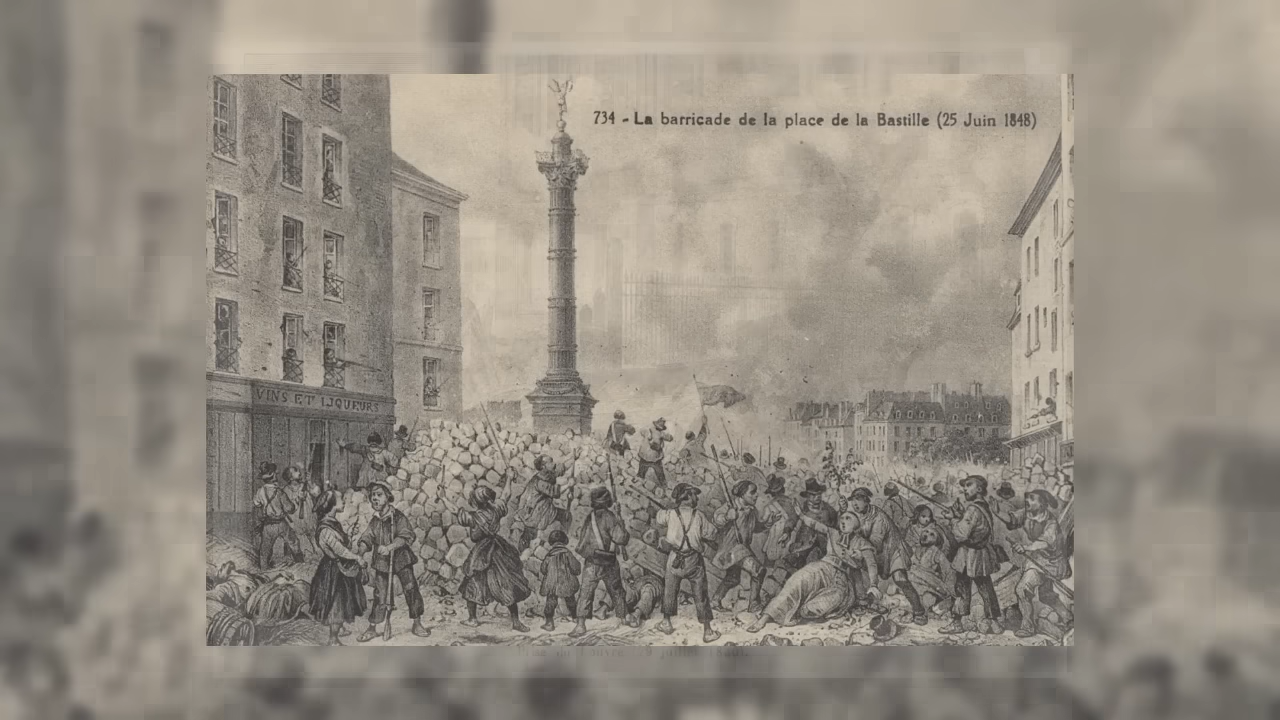 734 - La barricade de la place de la Bastille (25 Juin 1848)
VINS ET LIQUEURS